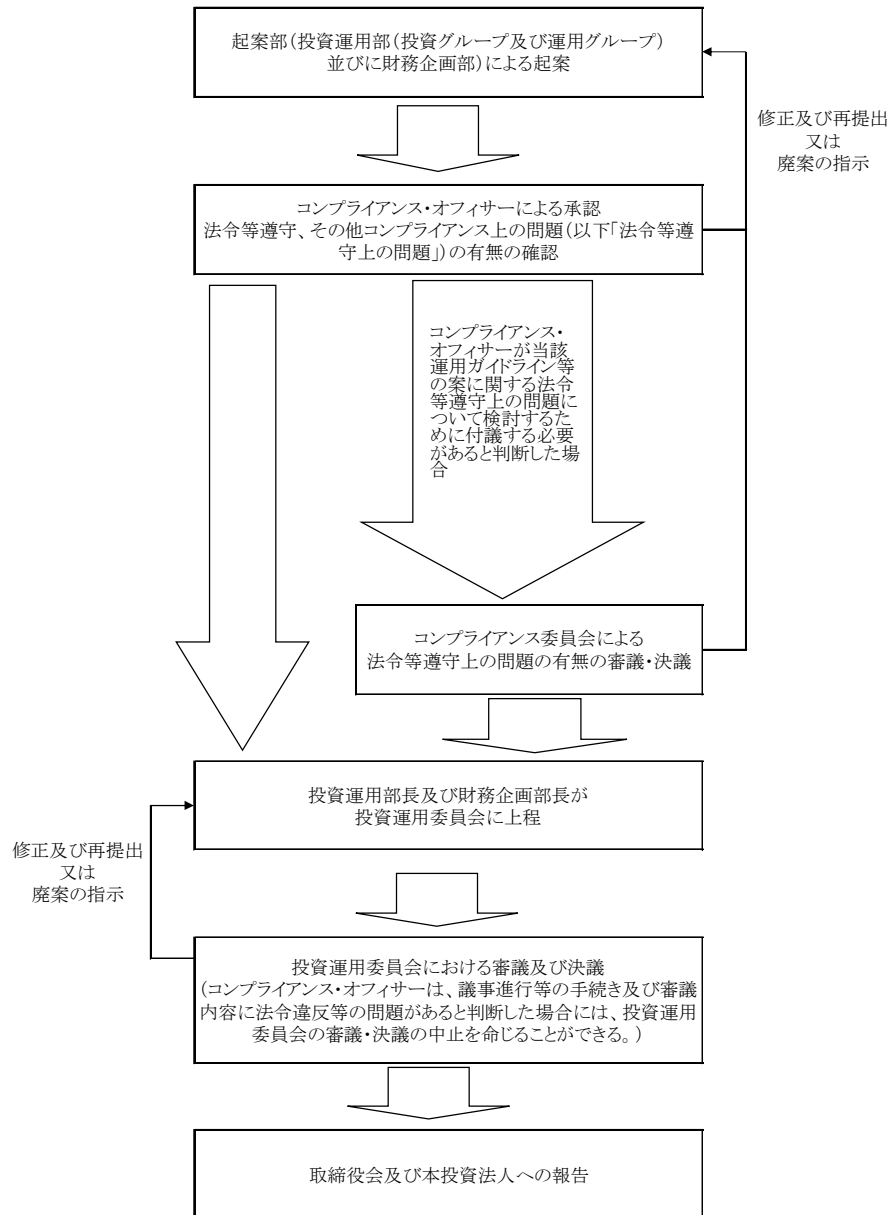 起案部(投資運用部(投資グループ及び運用グループ)
並びに財務企画部)による起案
修正及び再提出
又は
廃案の指示
コンプライアンス・オフィサーによる承認
法令等遵守、その他コンプライアンス上の問題(以下「法令等遵
守上の問題」)の有無の確認
コンプライアンス・
オフィサーが当該
運用ガイドライン等
の案に関する法令
等遵守上の問題に
ついて検討するた
めに付議する必要
があると判断した場
合
コンプライアンス委員会による
法令等遵守上の問題の有無の審議・決議
投資運用部長及び財務企画部長が
投資運用委員会に上程
修正及び再提出
又は
廃案の指示
投資運用委員会における審議及び決議
(コンプライアンス・オフィサーは、議事進行等の手続き及び審議
内容に法令違反等の問題があると判断した場合には、投資運用
委員会の審議・決議の中止を命じることができる。)
取締役会及び本投資法人への報告